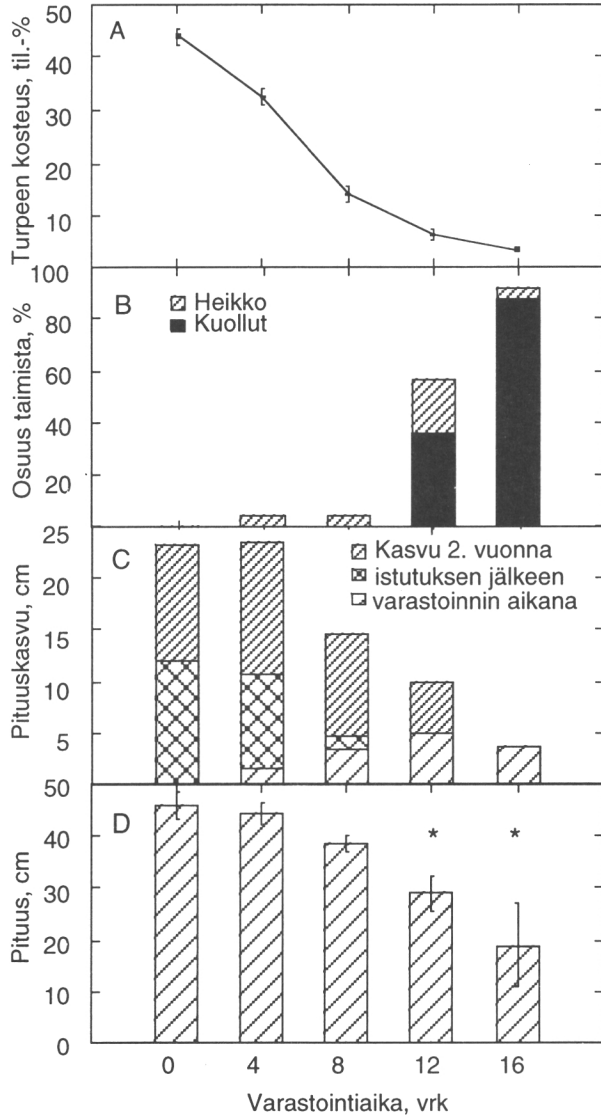 50
A
40
30
20
10
Turpeen kosteus, til.-%
100
B
Heikko
Kuollut
80
60
40
20
Osuus taimista, %
25
C
Kasvu 2. vuonna
istutuksen jälkeen
varastoinnin aikana
20
15
10
5
Pituuskasvu, cm
50
D
40
* *
30
20
10
0
Pituus, cm
0 4 8 12 16
Varastointiaika, vrk